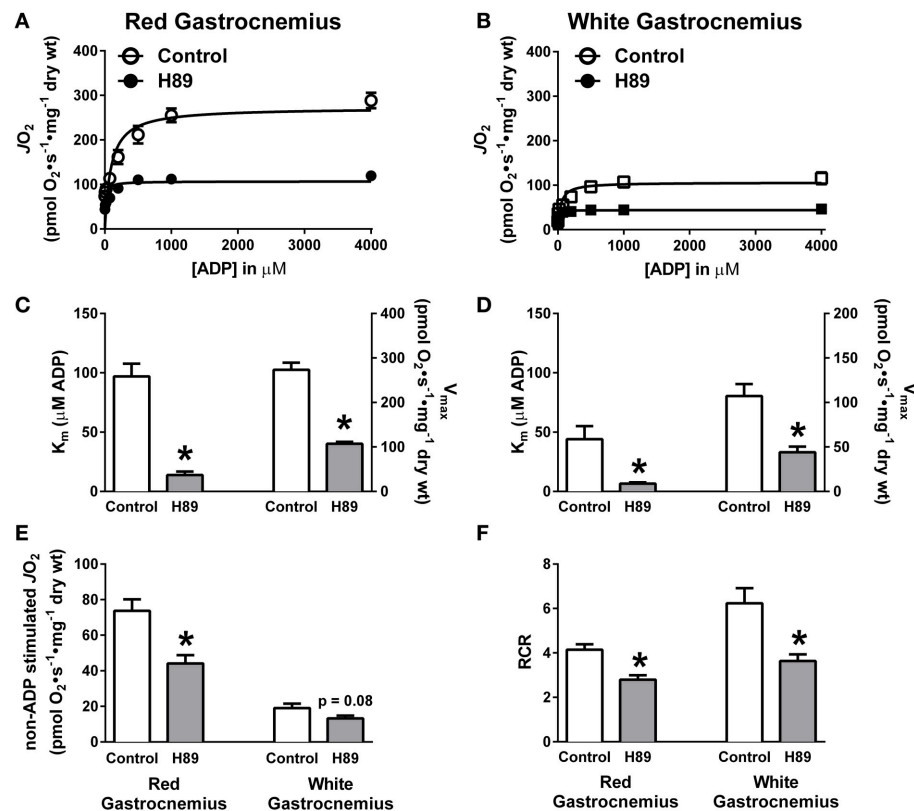 A
Red Gastrocnemius
Control
H89
JO2
(pmol O2•s-1•mg-1 dry wt)
400
300
200
100
0
0
1000
2000
3000
4000
[ADP] in μM
B
White Gastrocnemius
Control
H89
JO2
(pmol O2•s-1•mg-1 dry wt)
400
300
200
100
0
0
1000
2000
3000
4000
[ADP] in μM
C
Km (μM ADP)
150
100
50
0
*
*
400
300
200
100
0
Vmax
(pmol O2•s-1•mg-1 dry wt)
Control
H89
Control
H89
D
Km (μM ADP)
150
100
50
0
*
*
200
150
100
50
0
Vmax
(pmol O2•s-1•mg-1 dry wt)
Control
H89
Control
H89
E
non-ADP stimulated JO2
(pmol O2•s-1•mg-1 dry wt)
100
80
60
40
20
0
*
p = 0.08
Control
H89
Control
H89
Red
Gastrocnemius
White
Gastrocnemius
F
RCR
8
6
4
2
0
*
*
Control
H89
Control
H89
Red
Gastrocnemius
White
Gastrocnemius